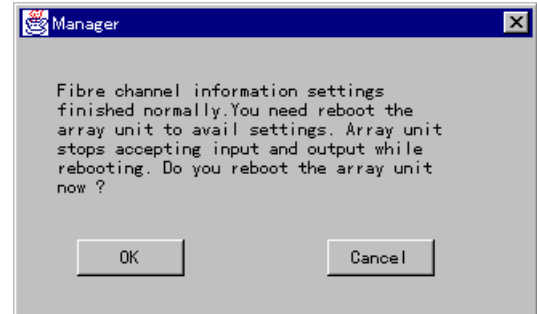 Manager
Fibre channel information settings
finished normally.You need reboot the
array unit to avail settings. Array unit
stops accepting input and output while
rebooting. Do you reboot the array unit
now ?
OK
Cancel